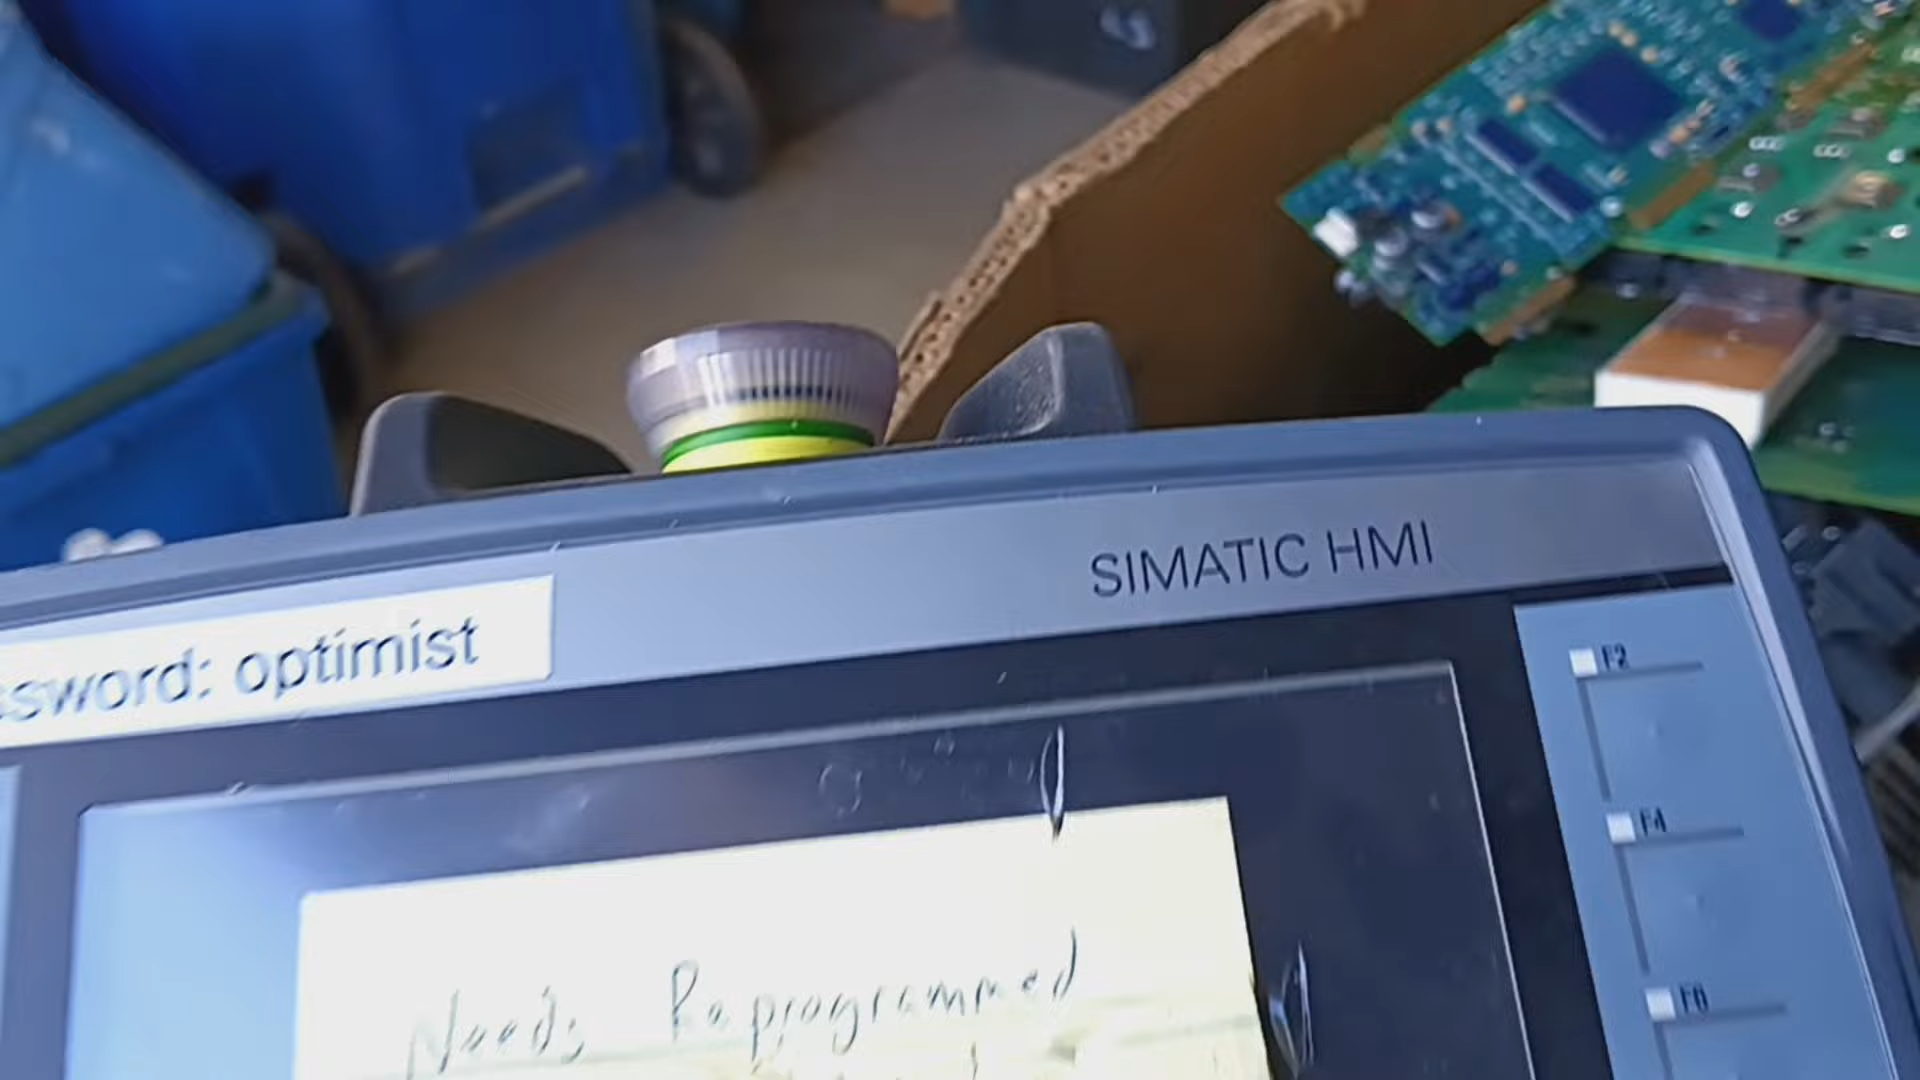 SIMATIC HMI
ssword: optimist
F2
F4
F6
Needs Reprogrammed